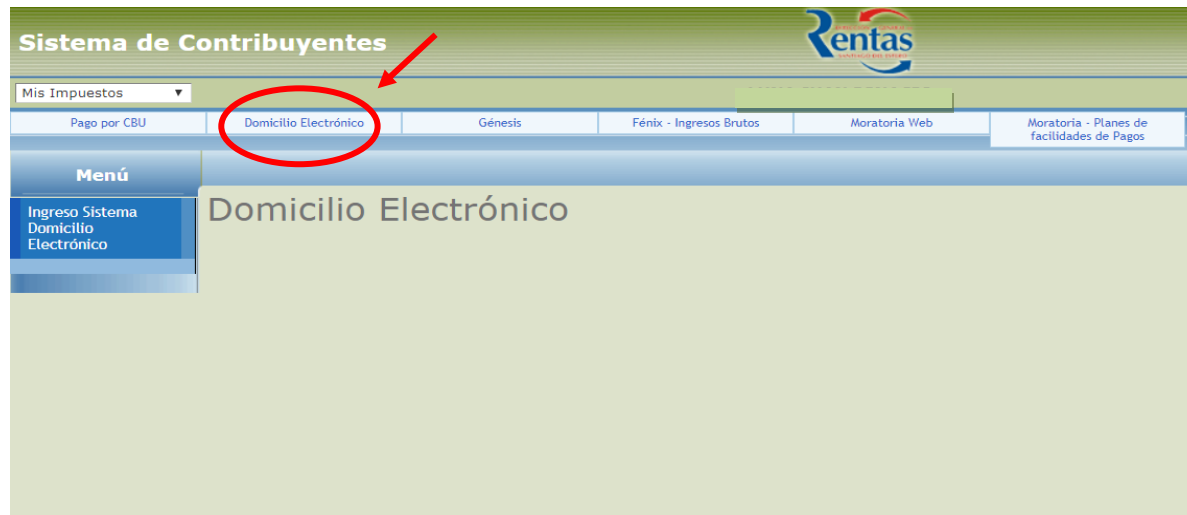 Sistema de Contribuyentes
Rentas
Mis Impuestos
Pago por CBU
Domicilio Electrónico
Génesis
Fénix - Ingresos Brutos
Moratoria Web
Moratoria - Planes de
facilidades de Pagos
Menú
Ingreso Sistema
Domicilio
Electrónico
Domicilio Electrónico